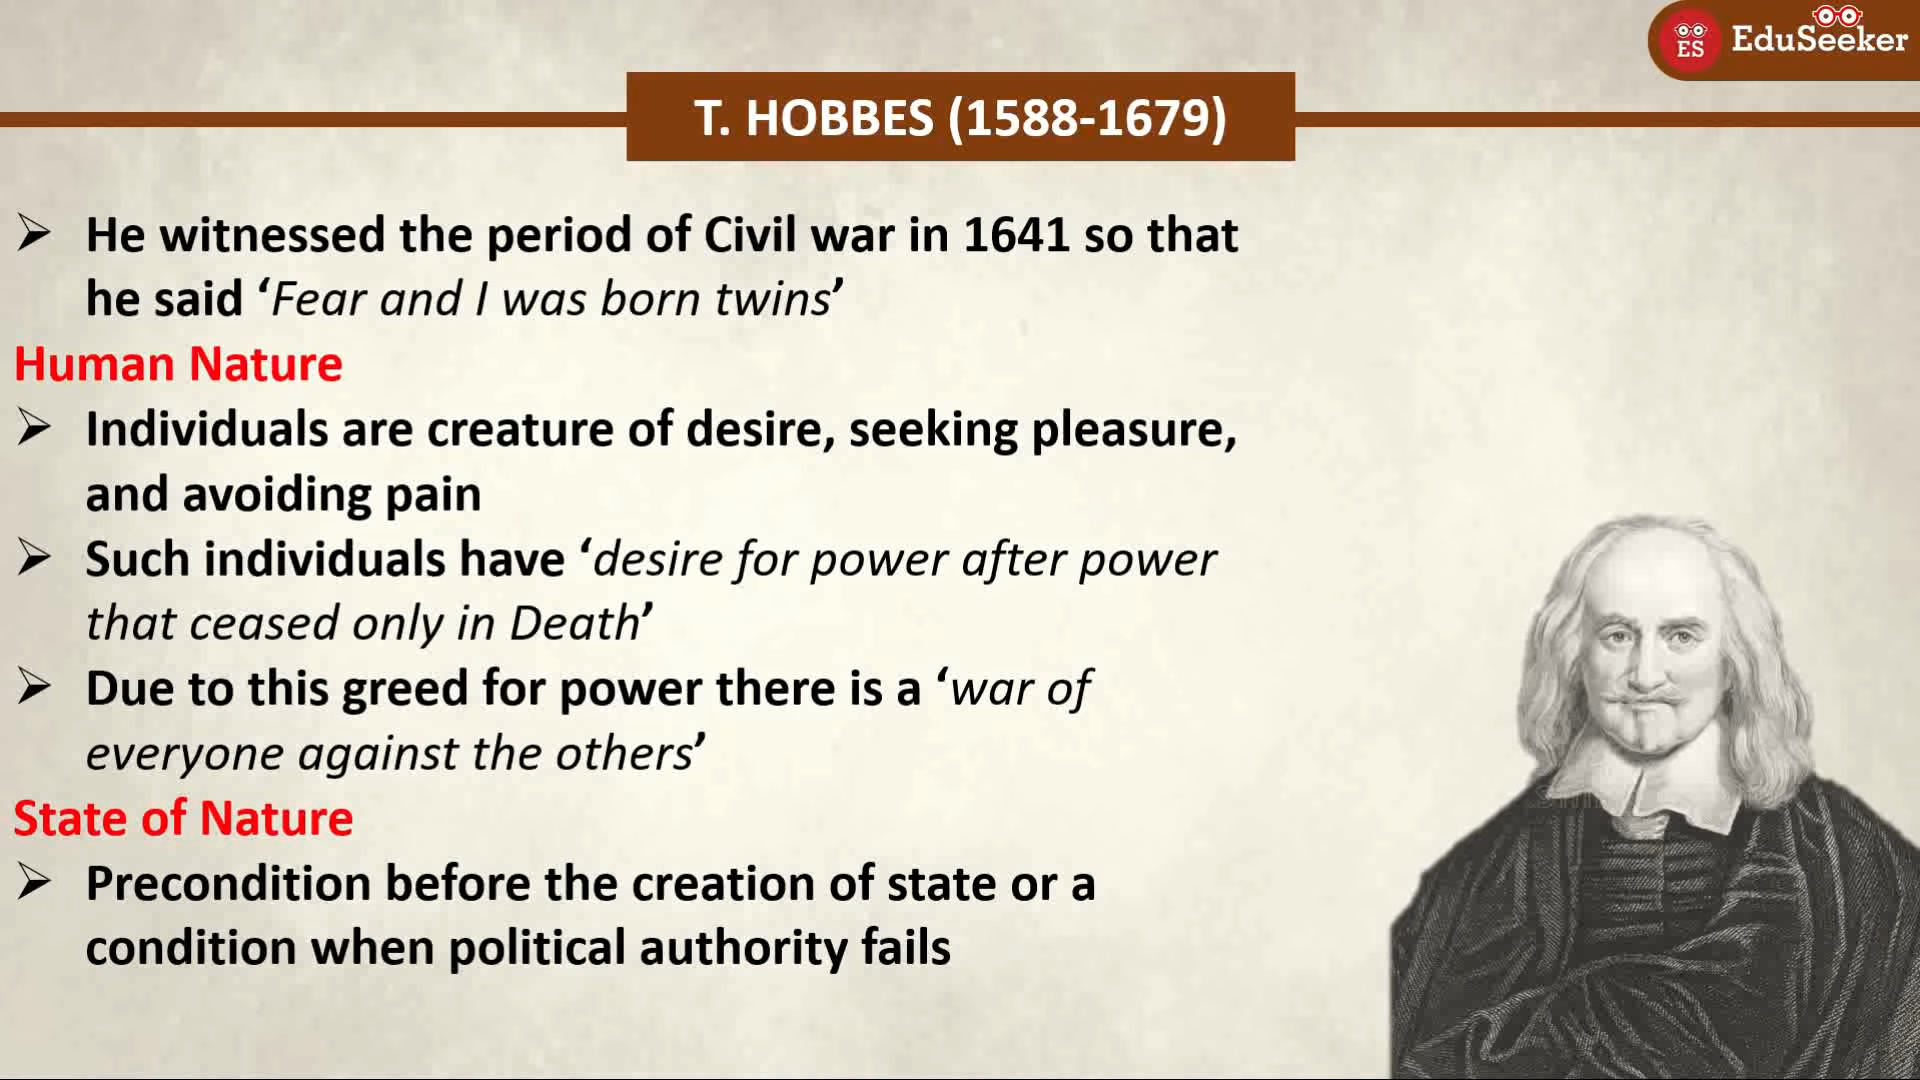 ES EduSeeker
T. HOBBES (1588-1679)
➢ He witnessed the period of Civil war in 1641 so that
he said ‘Fear and I was born twins’
Human Nature
➢ Individuals are creature of desire, seeking pleasure,
and avoiding pain
➢ Such individuals have ‘desire for power after power
that ceased only in Death’
➢ Due to this greed for power there is a ‘war of
everyone against the others’
State of Nature
➢ Precondition before the creation of state or a
condition when political authority fails